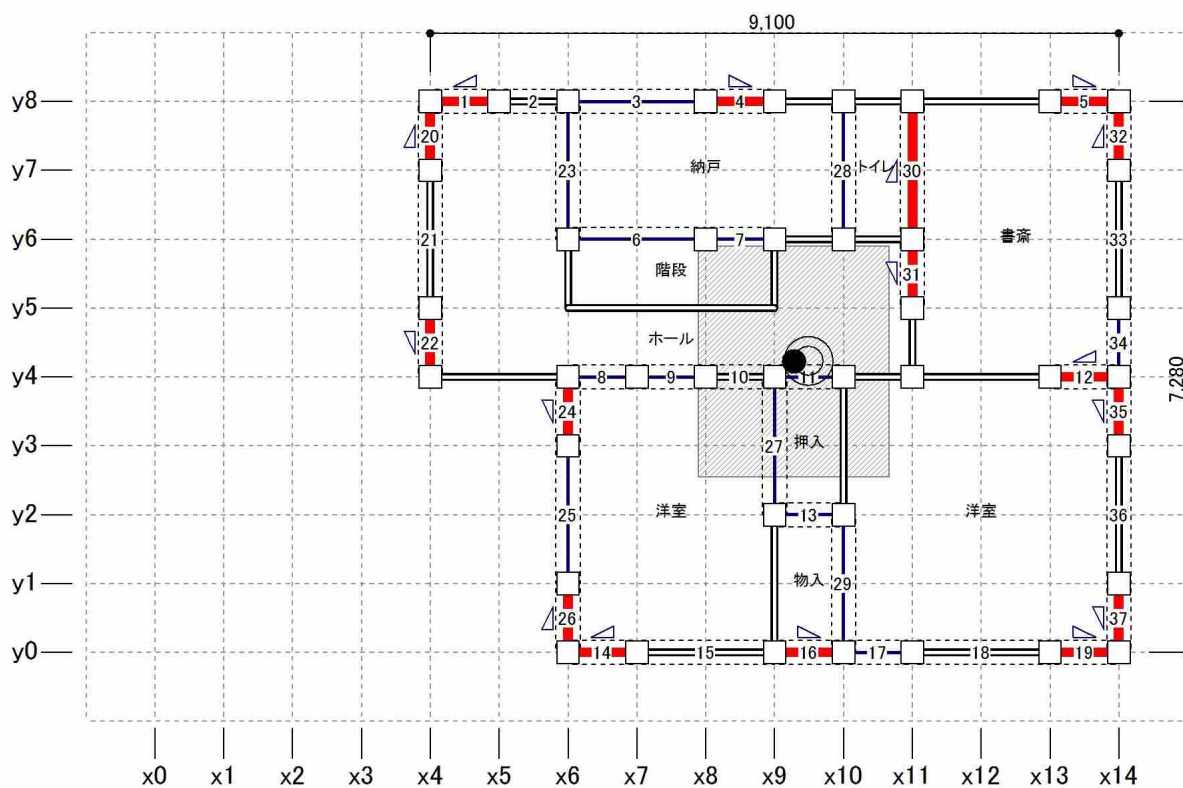 9,100
y8 1 2 3 4 5
20 32
y7 23 納戸 28 トイレ 30
y6 21 6 7 書斎 33
階段 31
y5
22 ホール 34
y4 8 9 10 11 12
24 35
y3 27 押入
y2 25 洋室 13 洋室 36
y1 物入 29
26 37
y0 14 15 16 17 18 19
7,280
x0 x1 x2 x3 x4 x5 x6 x7 x8 x9 x10 x11 x12 x13 x14